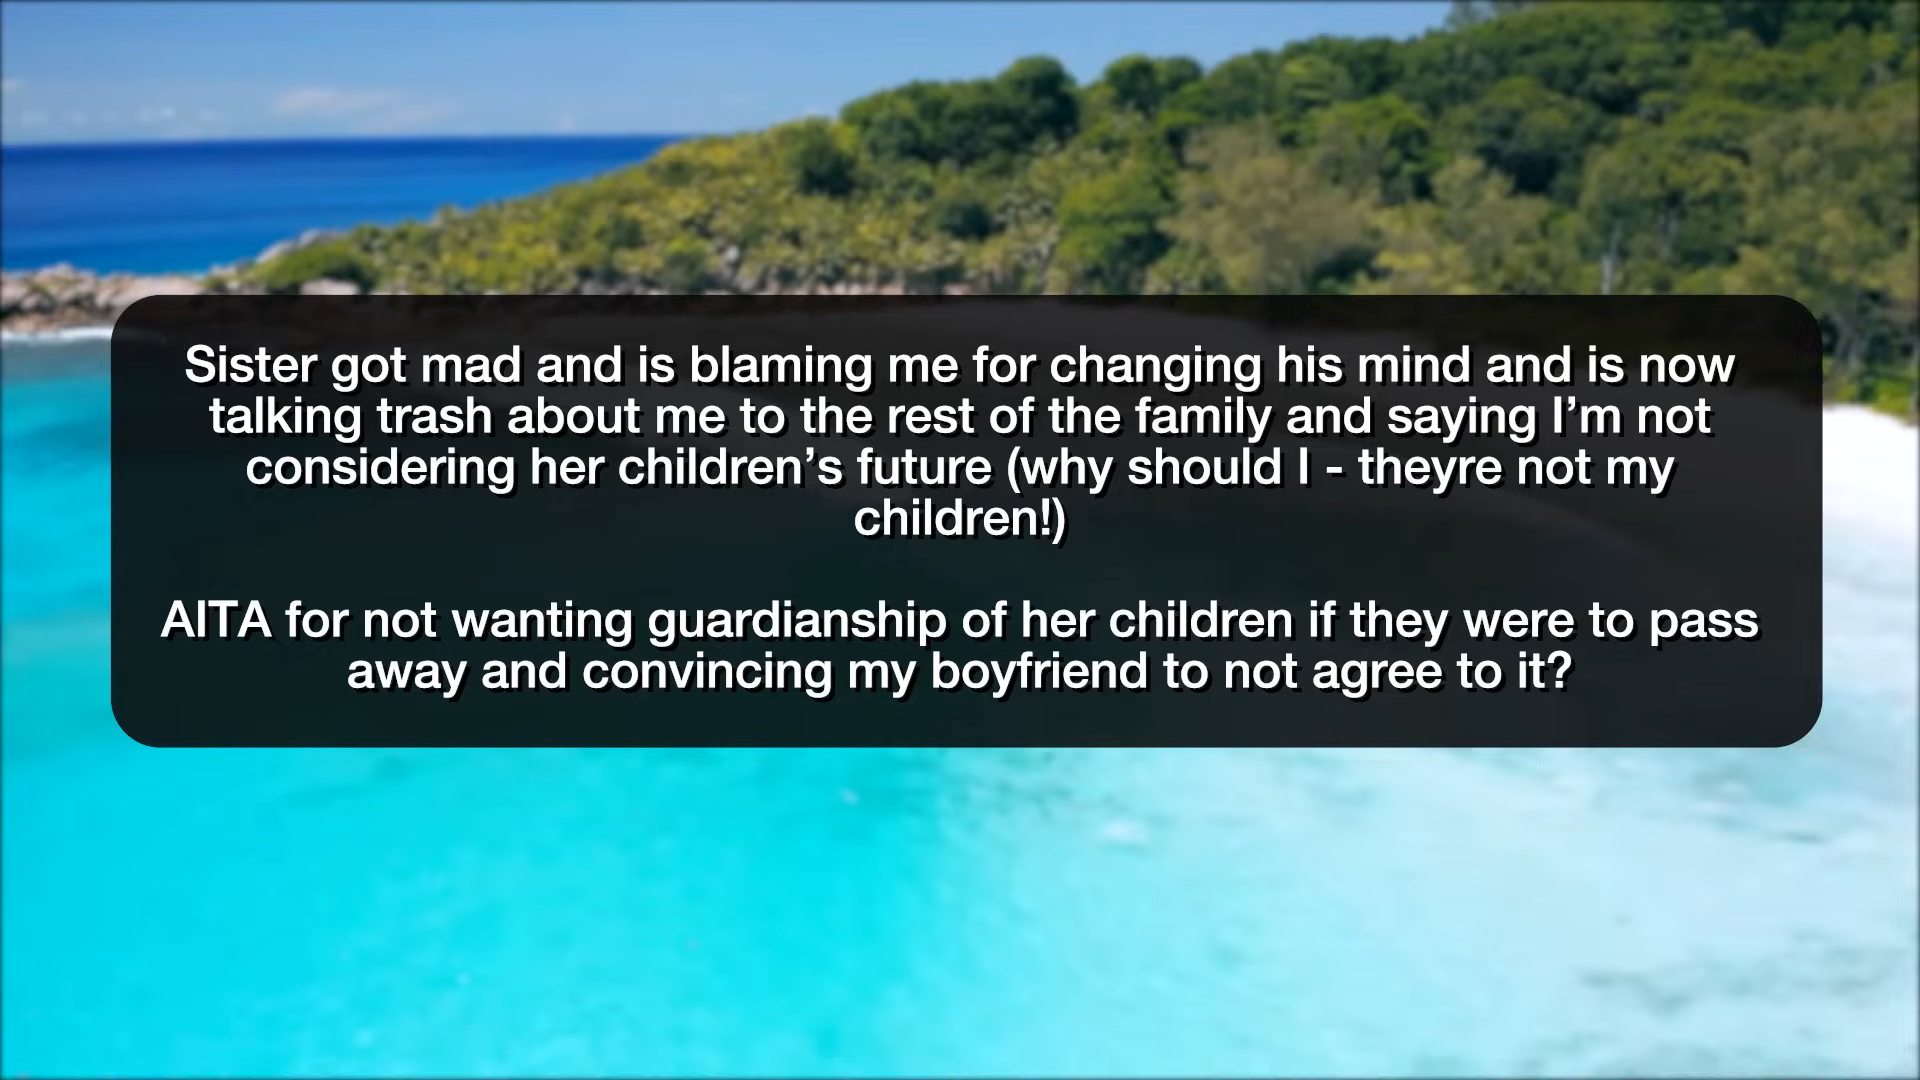 Sister got mad and is blaming me for changing his mind and is now
talking trash about me to the rest of the family and saying I’m not
considering her children’s future (why should I - theyre not my
children!)
AITA for not wanting guardianship of her children if they were to pass
away and convincing my boyfriend to not agree to it?